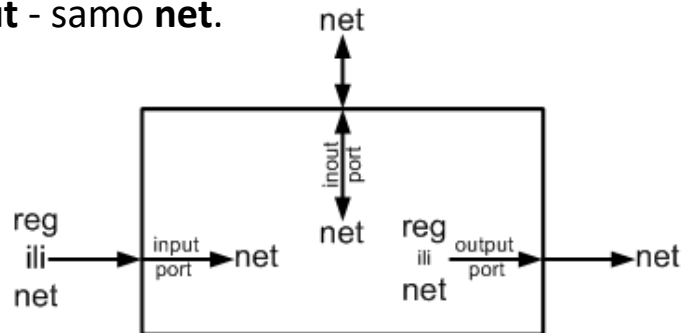 ut - samo net.
net
inout
port
net
reg
ili
net
input
port
net
reg
ili
net
output
port
net